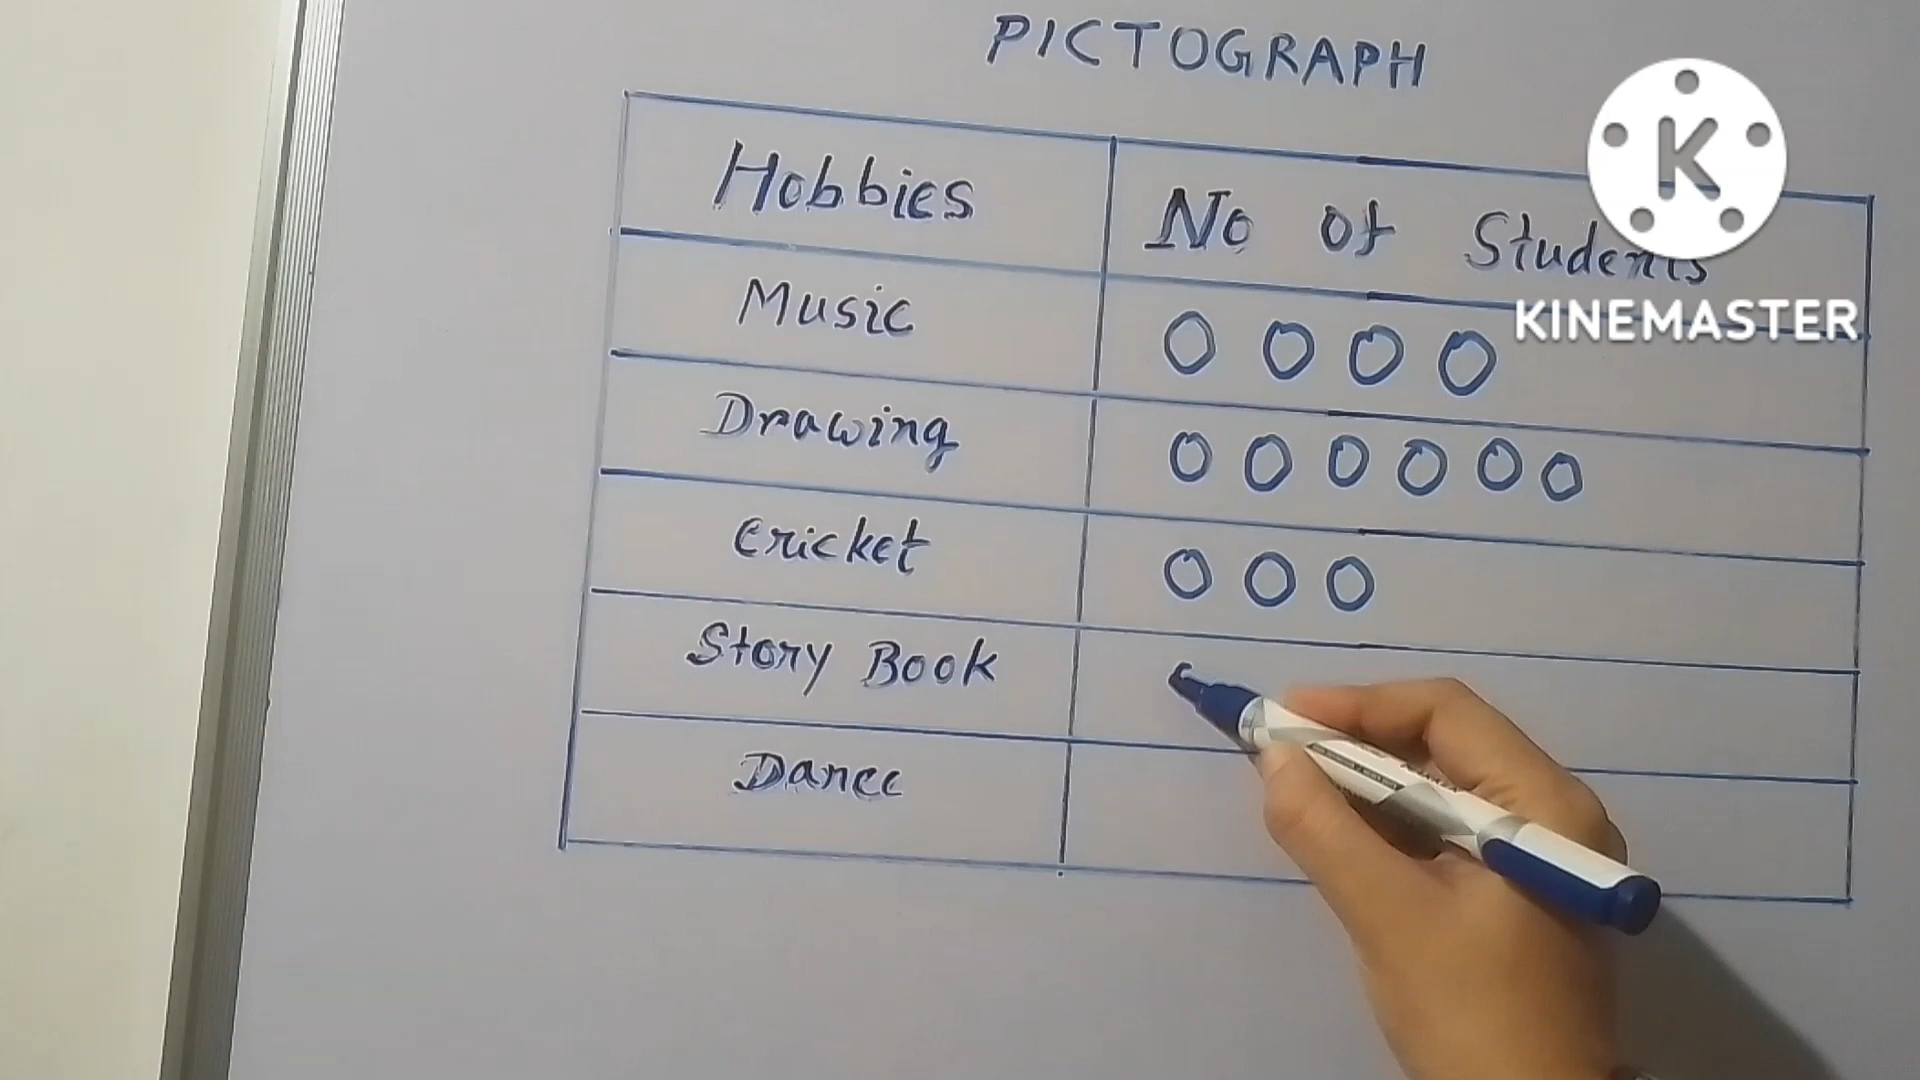 PICTOGRAPH
Hobbies No of Students
Music O O O O
Drawing O O O O O O
Cricket O O O
Story Book
Dance
K
KINEMASTER